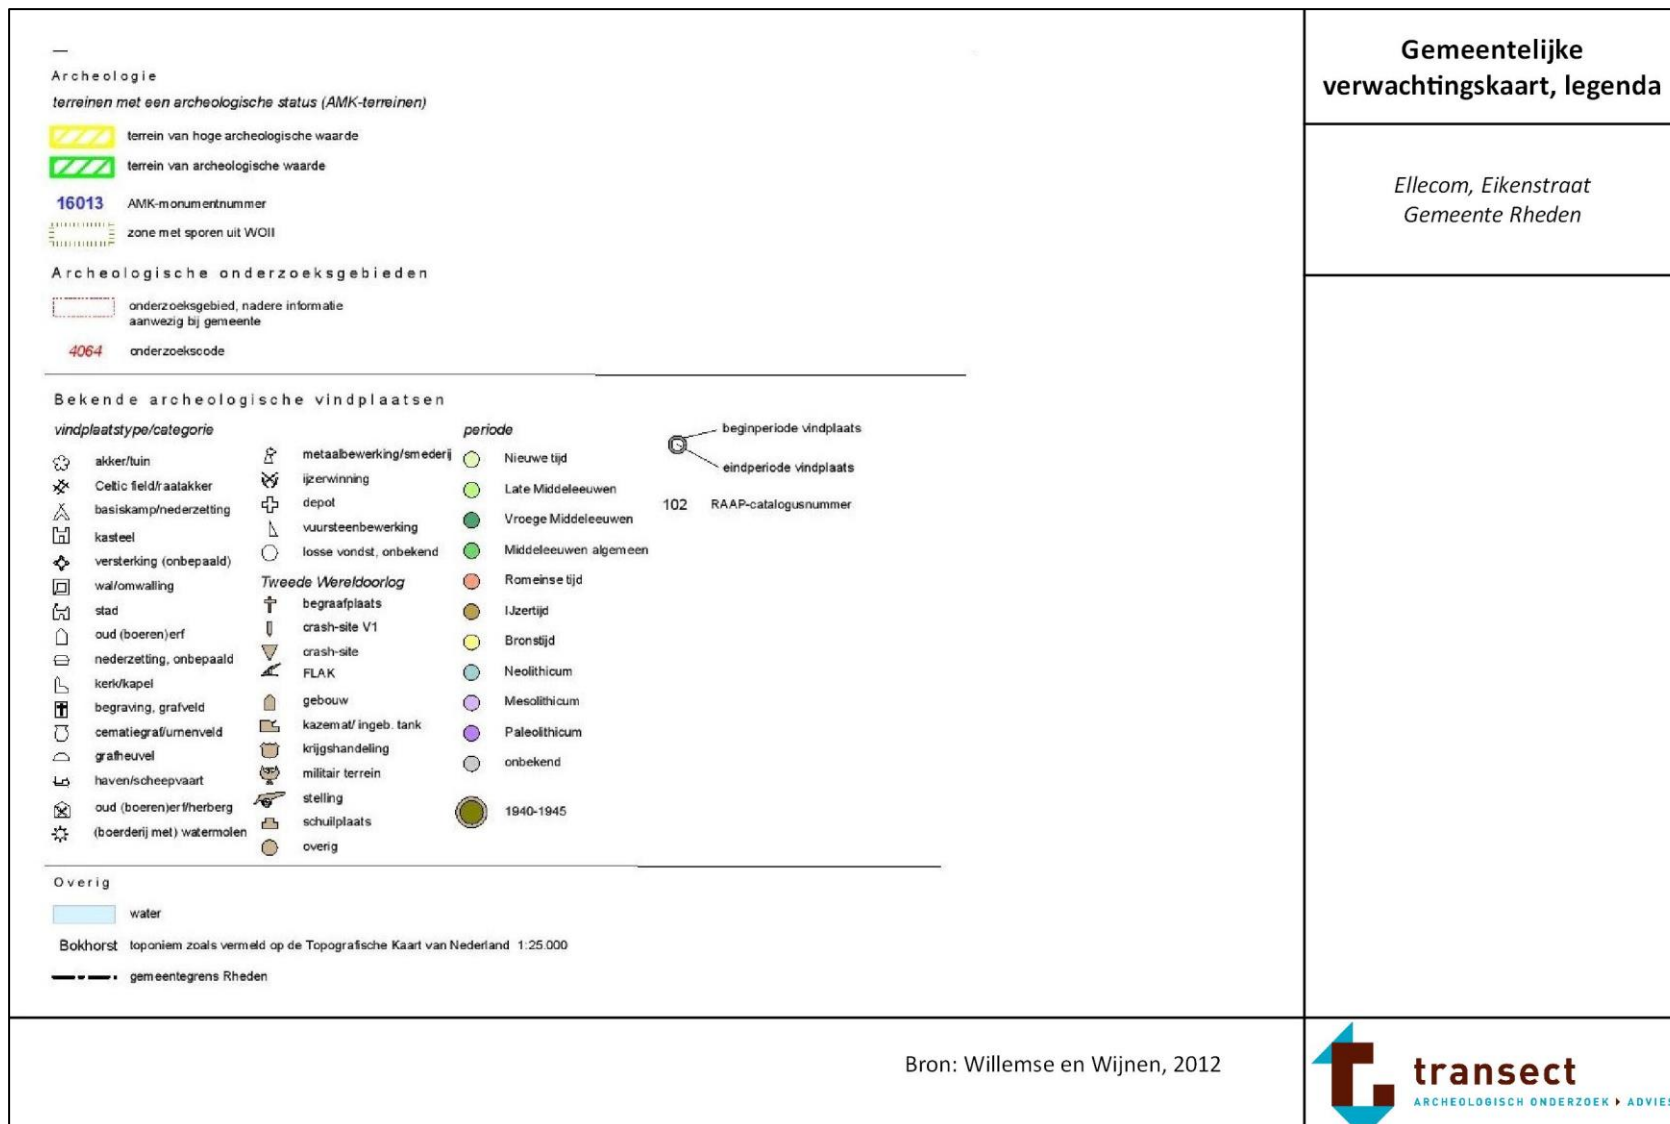 Archeologie
terreinen met een archeologische status (AMK-terreinen)
terrein van hoge archeologische waarde
terrein van archeologische waarde
16013 AMK-monumentnummer
zone met sporen uit WOII
Archeologische onderzoeksgebieden
onderzoeksgebied, nadere informatie
aanwezig bij gemeente
4064 onderzoekscode
Bekende archeologische vindplaatsen
vindplaatstype/categorie
akker/tuin
Celtic field/raatakker
basiskamp/nederzetting
kasteel
versterking (onbepaald)
wal/omwalling
stad
oud (boeren)erf
nederzetting, onbepaald
kerk/kapel
begraving, grafveld
cematiegraf/urnenveld
grafheuvel
haven/scheepvaart
oud (boeren)erf/herberg
(boerderij met) watermolen
metaalbewerking/smederij
ijzerwinning
depot
vuursteenbewerking
losse vondst, onbekend
Tweede Wereldoorlog
begraafplaats
crash-site V1
crash-site
FLAK
gebouw
kazemat/ ingeb. tank
krijgshandeling
militair terrein
stelling
schuilplaats
overig
periode
Nieuwe tijd
Late Middeleeuwen
Vroege Middeleeuwen
Middeleeuwen algemeen
Romeinse tijd
IJzertijd
Bronstijd
Neolithicum
Mesolithicum
Paleolithicum
onbekend
1940-1945
beginperiode vindplaats
eindperiode vindplaats
102 RAAP-catalogusnummer
Overig
water
Bokhorst toponiem zoals vermeld op de Topografische Kaart van Nederland 1:25.000
gemeentegrens Rheden
Gemeentelijke
verwachtingskaart, legenda
Ellecom, Eikenstraat
Gemeente Rheden
Bron: Willemse en Wijnen, 2012
transect
ARCHEOLOGISCH ONDERZOEK ADVIES